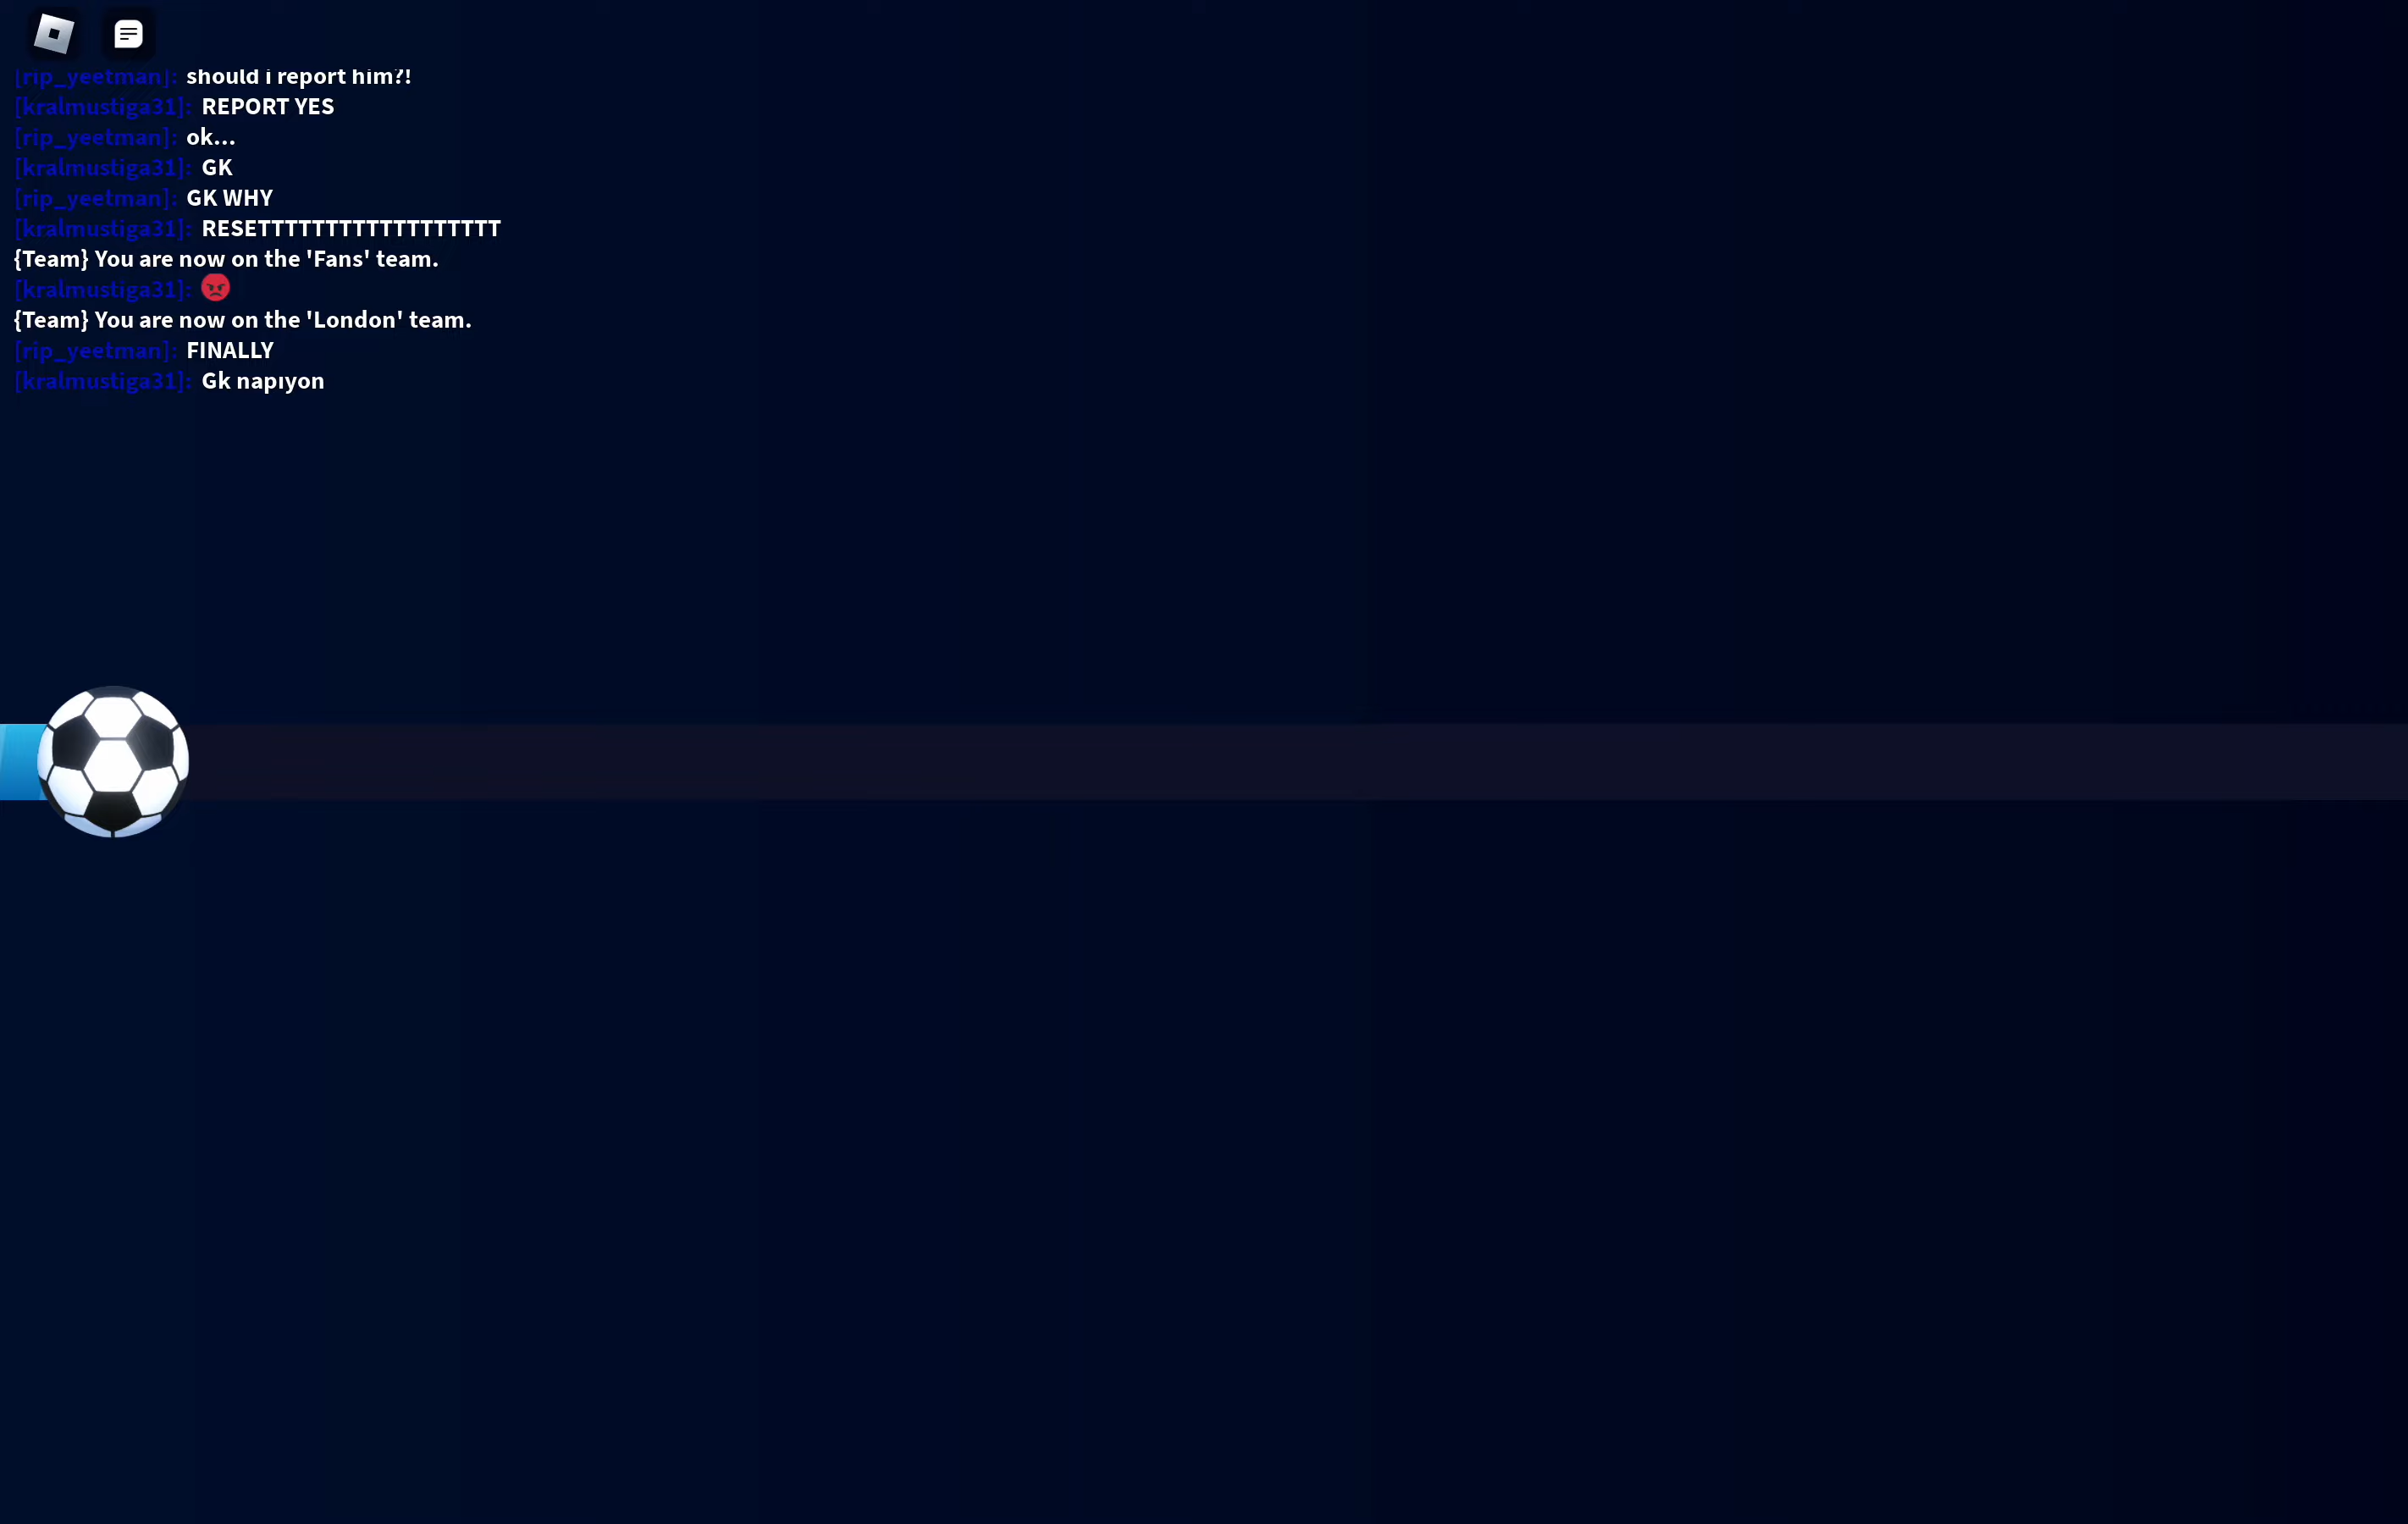 [rip_yeetman]: should i report him?!
[kralmustiga31]: REPORT YES
[rip_yeetman]: ok...
[kralmustiga31]: GK
[rip_yeetman]: GK WHY
[kralmustiga31]: RESETTTTTTTTTTTTTTTTTT
{Team} You are now on the 'Fans' team.
[kralmustiga31]: 😡
{Team} You are now on the 'London' team.
[rip_yeetman]: FINALLY
[kralmustiga31]: Gk napıyon